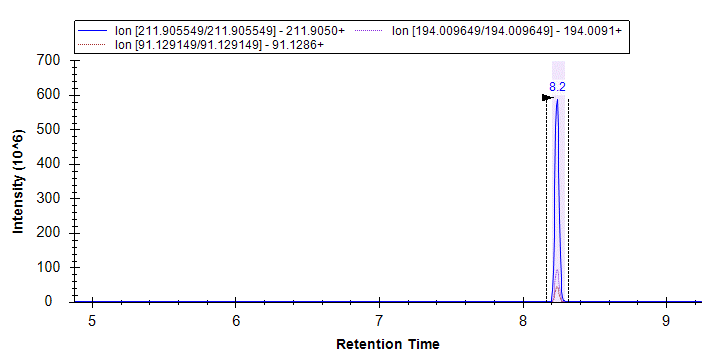 Ion [211.905549/211.905549] - 211.9050+ Ion [194.009649/194.009649] - 194.0091+
Ion [91.129149/91.129149] - 91.1286+
700
600
500
400
300
200
100
0
Intensity (10^6)
8.2
5 6 7 8 9
Retention Time